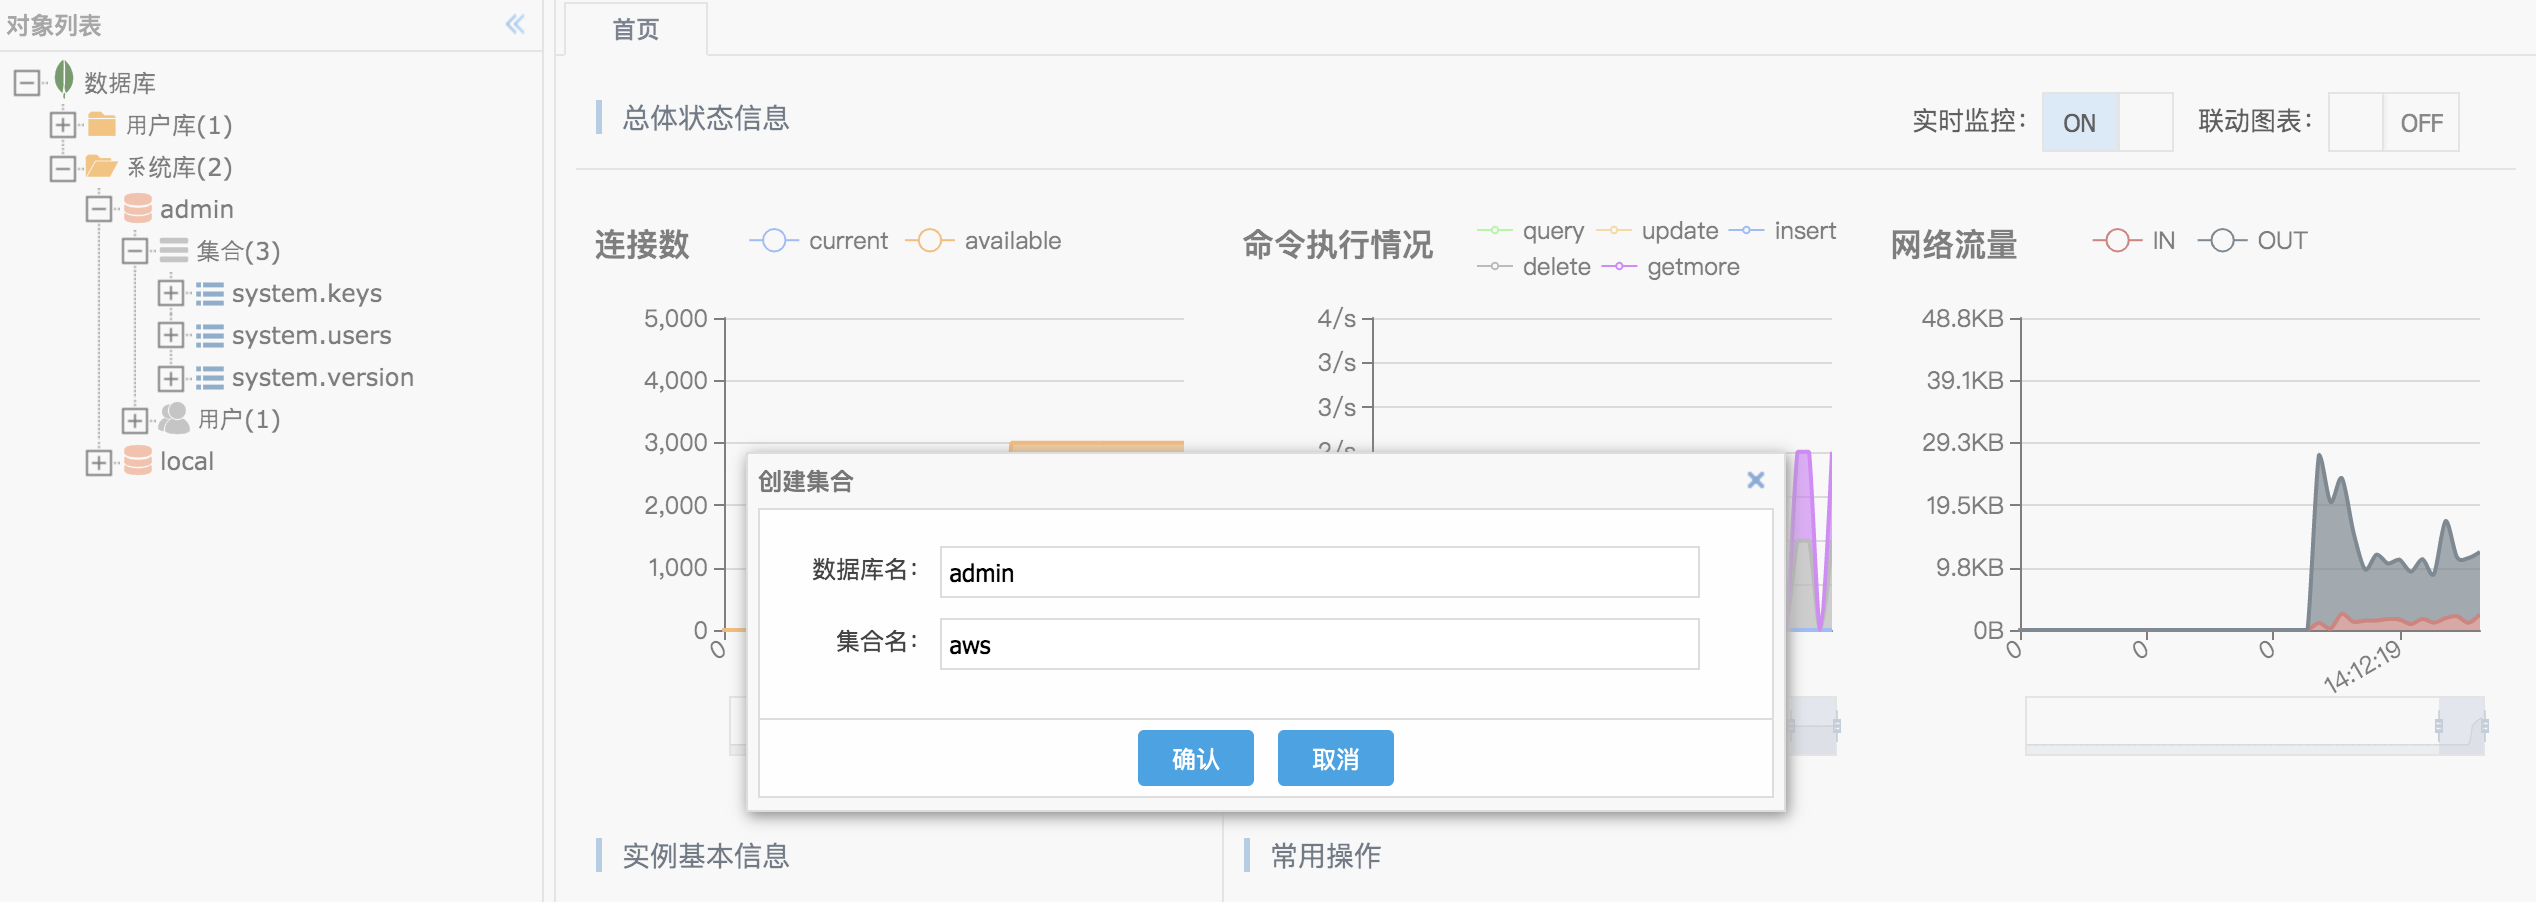 对象列表
数据库
用户库(1)
系统库(2)
admin
集合(3)
system.keys
system.users
system.version
用户(1)
local
首页
总体状态信息
实时监控：
ON
联动图表：
OFF
连接数
current
available
5,000
4,000
3,000
2,000
1,000
0
0
命令执行情况
query
update
insert
delete
getmore
4/s
3/s
3/s
2/s
网络流量
IN
OUT
48.8KB
39.1KB
29.3KB
19.5KB
9.8KB
0B
0
0
0
14:12:19
创建集合
数据库名：
admin
集合名：
aws
确认
取消
实例基本信息
常用操作